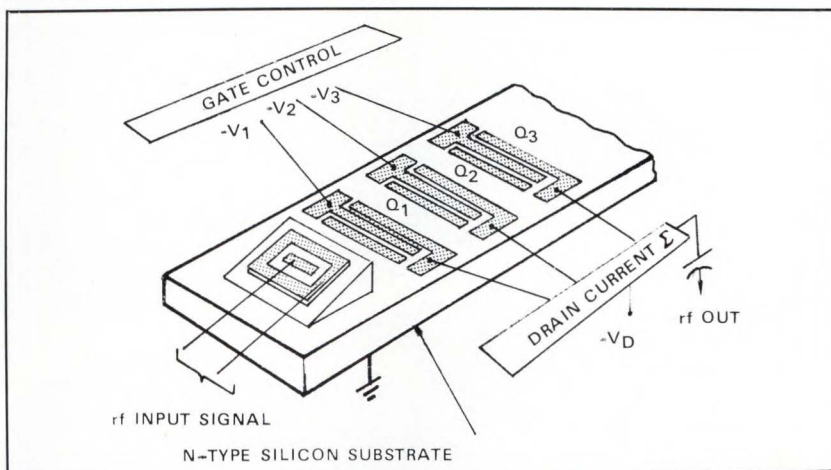 GATE CONTROL
-V1
-V2
-V3
Q3
Q2
Q1
DRAIN CURRENT Σ
-VD
rf OUT
rf INPUT SIGNAL
N-TYPE SILICON SUBSTRATE